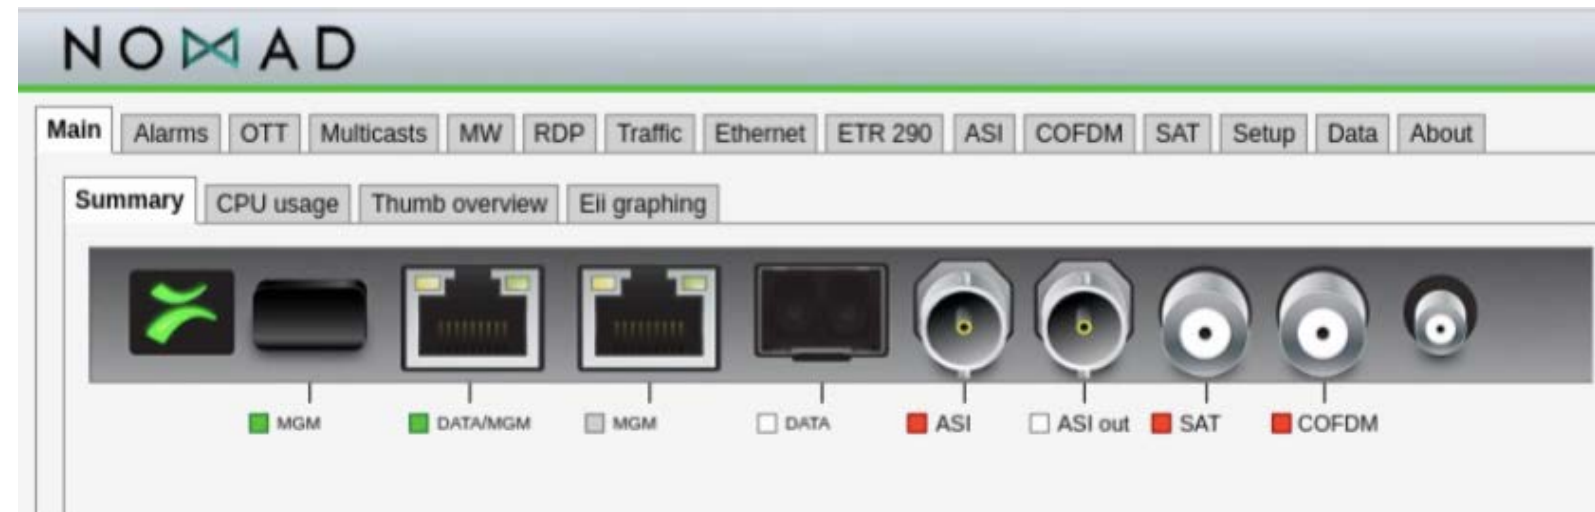 NOMAD
Main Alarms OTT Multicasts MW RDP Traffic Ethernet ETR 290 ASI COFDM SAT Setup Data About
Summary CPU usage Thumb overview Eii graphing
MGM DATA/MGM MGM DATA ASI ASI out SAT COFDM